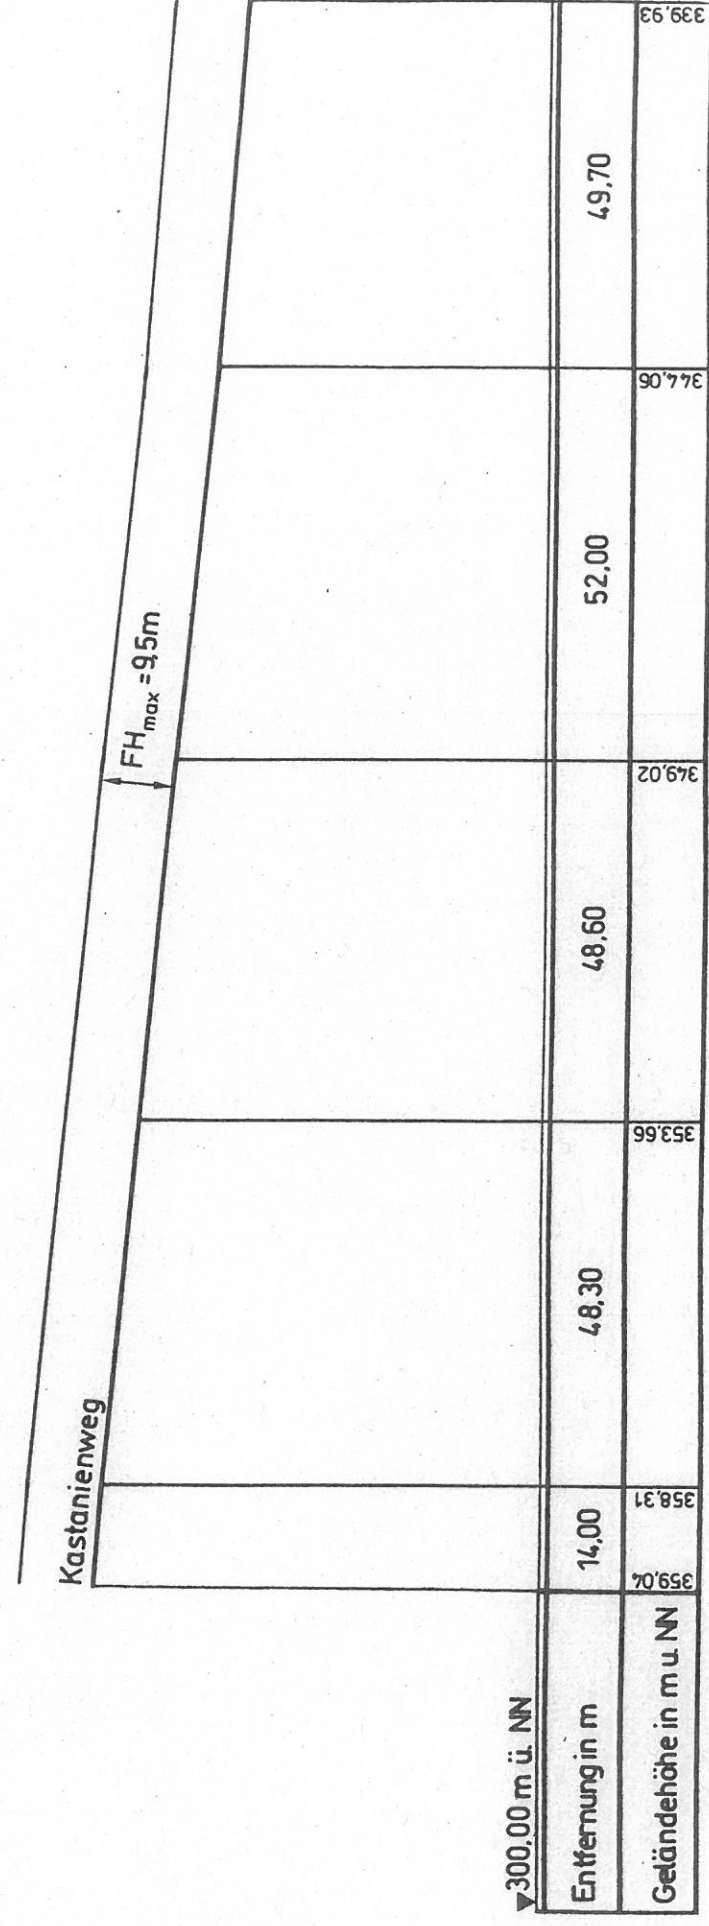 Kastanienweg
FHmax = 9,5m
▼300,00 m ü. NN
Entfernung in m
14,00
48,30
48,60
52,00
49,70
Geländehöhe in m ü. NN
359,04
358,31
353,66
349,02
344,06
339,93